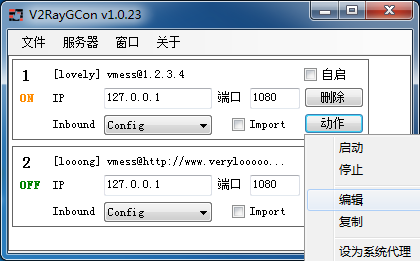 V2RayGCon v1.0.23
文件 服务器 窗口 关于
1 [lovely] vmess@1.2.3.4 自启
ON IP 127.0.0.1 端口 1080 删除
Inbound Config Import 动作
2 [looong] vmess@http://www.verylooooo...
OFF IP 127.0.0.1 端口 1080
Inbound Config Import
启动
停止
编辑
复制
设为系统代理